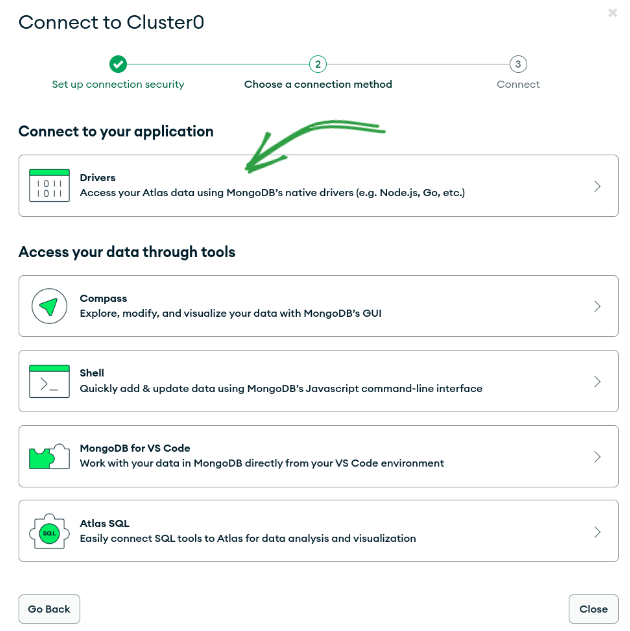 Connect to Cluster0
2
3
Set up connection security
Choose a connection method
Connect
Connect to your application
1011
1011
Drivers
Access your Atlas data using MongoDB's native drivers (e.g. Node.js, Go, etc.)
Access your data through tools
Compass
Explore, modify, and visualize your data with MongoDB's GUI
Shell
>_
Quickly add & update data using MongoDB's Javascript command-line interface
MongoDB for VS Code
Work with your data in MongoDB directly from your VS Code environment
Atlas SQL
SQL
Easily connect SQL tools to Atlas for data analysis and visualization
Go Back
Close